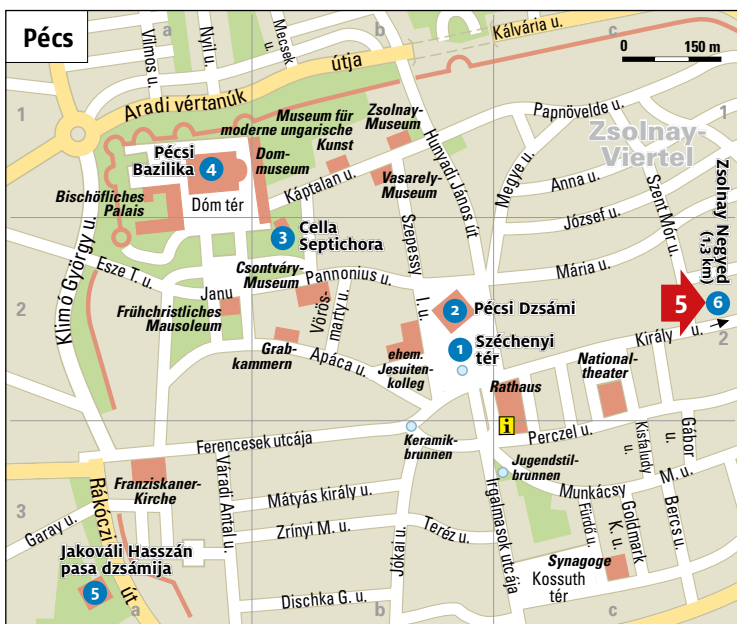 Pécs
a
b
c
Vilmos u.
Nyil u.
Mecsek u.
Kálvária u.
0 150 m
Aradi vértanúk útja
1
1
Museum für
moderne ungarische
Kunst
Zsolnay-
Museum
Papnövelde u.
Zsolnay-
Viertel
Pécsi
Bazilika
4
Dom-
museum
Káptalan u.
Vasarely-
Museum
Hunyadi János út
Megye u.
Anna u.
Szent Mór u.
Zsolnay Negyed
(1,3 km)
Bischöfliches
Palais
Dóm tér
József u.
Klimó György u.
3
Cella
Septichora
Szepessy I. u.
Esze T. u.
Csontváry-
Museum
Janu Pannonius u.
Mária u.
2
Frühchristliches
Mausoleum
Vörös-
marty u.
2
Pécsi Dzsámi
5
6
Grab-
kammern
Apáca u.
ehem.
Jesuiten-
kolleg
1
Széchenyi
tér
Király u.
2
National-
theater
Rathaus
i
Ferencesek utcája
Keramik-
brunnen
Perczel u.
Kisfaludy u.
Gábor u.
Franziskaner-
Kirche
Váradi Antal u.
Jugendstil-
brunnen
Munkácsy M. u.
3
Mátyás király u.
Garay u.
Rákóczi út
Zrínyi M. u.
Teréz u.
Irgalmasok utcája
Fürdő u.
Goldmark K. u.
Bercs u.
Jakováli Hasszán
pasa dzsámija
5
Jókai u.
Synagoge
Kossuth
tér
Dischka G. u.
a
b
c